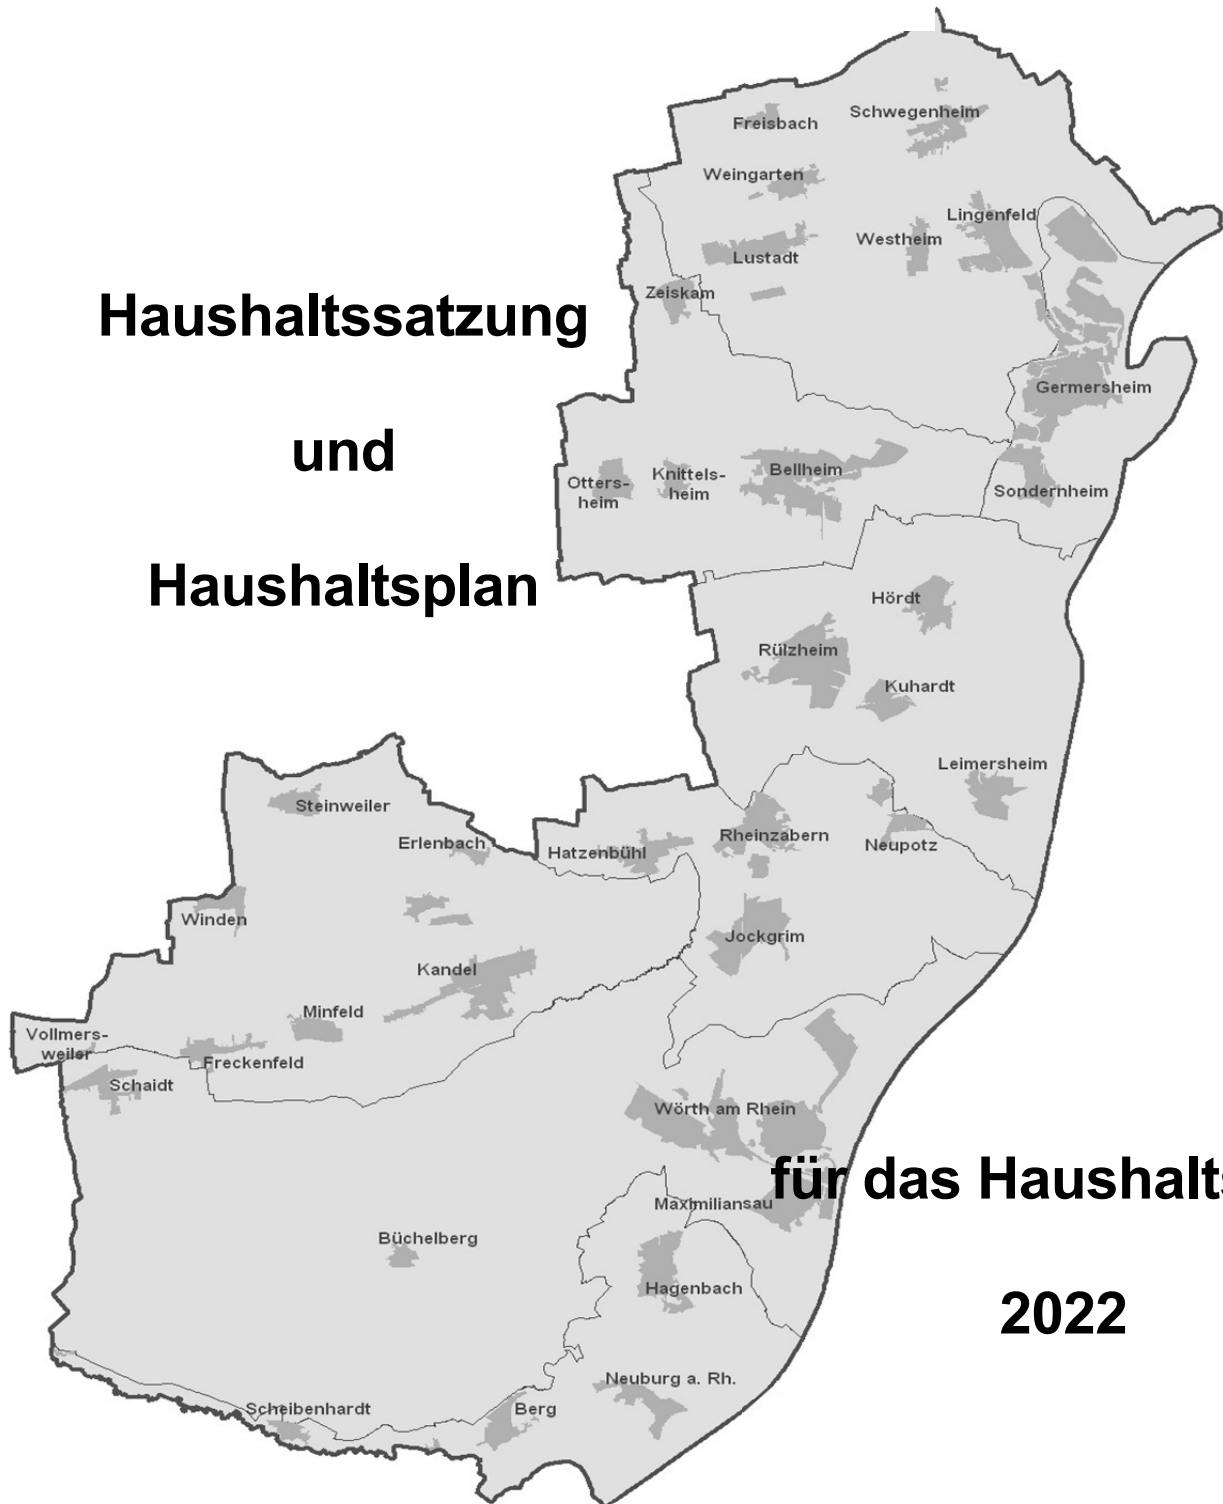 Haushaltssatzung
und
Haushaltsplan
für das Haushalts
2022
Freisbach
Schwegenheim
Weingarten
Lingenfeld
Westheim
Lustadt
Zeiskam
Germersheim
Otters-
heim
Knittels-
heim
Bellheim
Sondernheim
Hördt
Rülzheim
Kuhardt
Leimersheim
Steinweiler
Erlenbach
Hatzenbühl
Rheinzabern
Neupotz
Winden
Jockgrim
Kandel
Minfeld
Vollmers-
weiler
Freckenfeld
Schaidt
Wörth am Rhein
Maximiliansau
Büchelberg
Hagenbach
Neuburg a. Rh.
Scheibenhardt
Berg